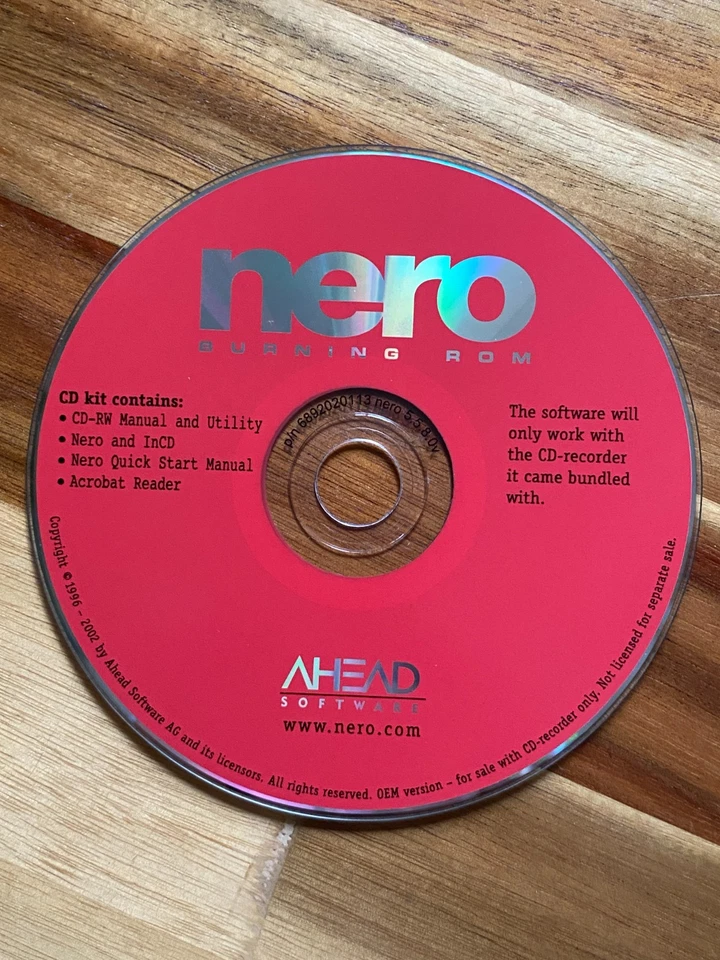 nero
BURNING ROM
CD kit contains:
• CD-RW Manual and Utility
• Nero and InCD
• Nero Quick Start Manual
• Acrobat Reader
p/n 6892020113 nero 5.5.8.0v
The software will
only work with
the CD-recorder
it came bundled
with.
AHEAD
SOFTWARE
www.nero.com
Copyright © 1996 - 2002 by Ahead Software AG and its licensors. All rights reserved. OEM version - for sale with CD-recorder only. Not licensed for separate sale.